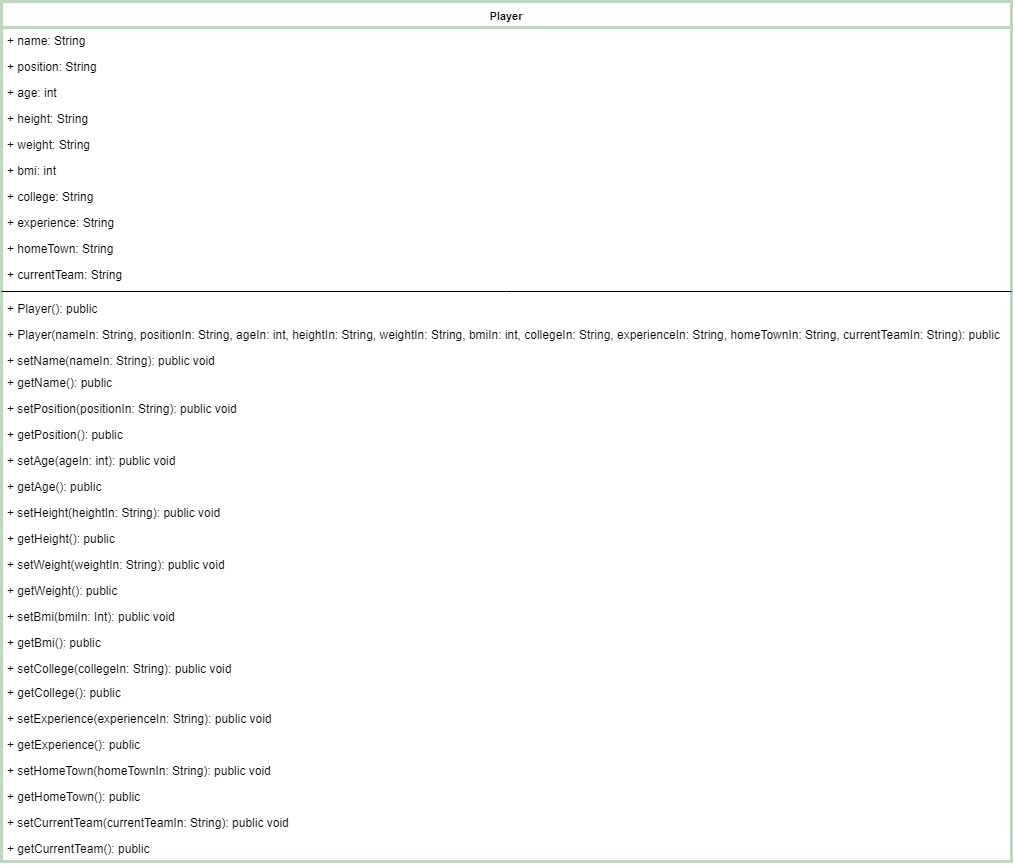 Player
+ name: String
+ position: String
+ age: int
+ height: String
+ weight: String
+ bmi: int
+ college: String
+ experience: String
+ homeTown: String
+ currentTeam: String
+ Player(): public
+ Player(nameIn: String, positionIn: String, ageIn: int, heightIn: String, weightIn: String, bmiIn: int, collegeIn: String, experienceIn: String, homeTownIn: String, currentTeamIn: String): public
+ setName(nameIn: String): public void
+ getName(): public
+ setPosition(positionIn: String): public void
+ getPosition(): public
+ setAge(ageIn: int): public void
+ getAge(): public
+ setHeight(heightIn: String): public void
+ getHeight(): public
+ setWeight(weightIn: String): public void
+ getWeight(): public
+ setBmi(bmiIn: Int): public void
+ getBmi(): public
+ setCollege(collegeIn: String): public void
+ getCollege(): public
+ setExperience(experienceIn: String): public void
+ getExperience(): public
+ setHomeTown(homeTownIn: String): public void
+ getHomeTown(): public
+ setCurrentTeam(currentTeamIn: String): public void
+ getCurrentTeam(): public